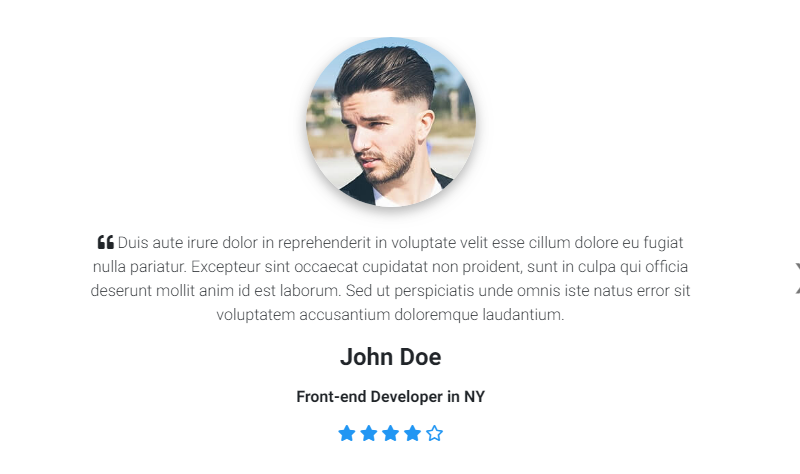 ❝ Duis aute irure dolor in reprehenderit in voluptate velit esse cillum dolore eu fugiat
nulla pariatur. Excepteur sint occaecat cupidatat non proident, sunt in culpa qui officia
deserunt mollit anim id est laborum. Sed ut perspiciatis unde omnis iste natus error sit
voluptatem accusantium doloremque laudantium.
John Doe
Front-end Developer in NY